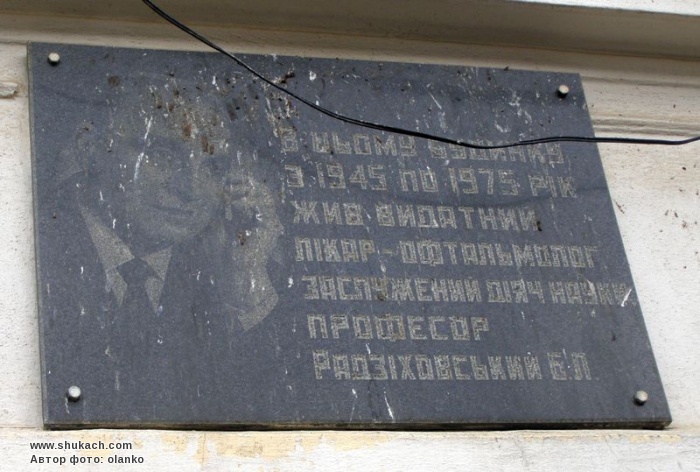 В ЦЬОМУ БУДИНКУ
З 1945 ПО 1975 РІК
ЖИВ ВИДАТНИЙ
ЛІКАР-ОФТАЛЬМОЛОГ
ЗАСЛУЖЕНИЙ ДІЯЧ НАУКИ
ПРОФЕСОР
РАДЗІХОВСЬКИЙ Б.Л.
www.shukach.com
Автор фото: olanko